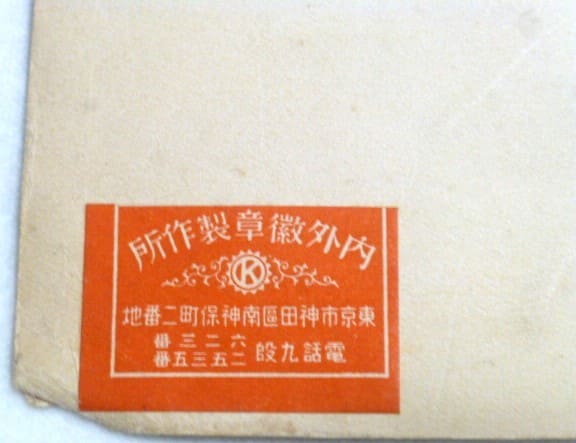 內外徽章製作所
K
東京市神田區南神保町二番地
電話九段 六二三番
二五三五番